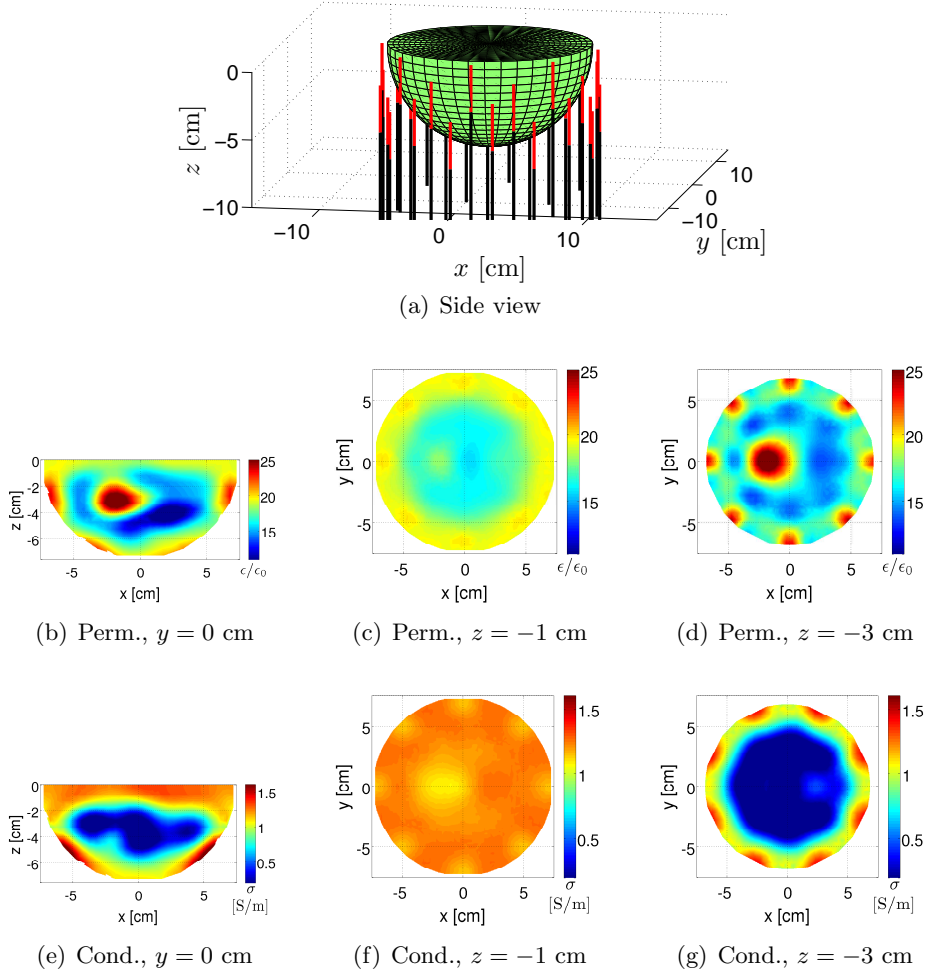 0
−5
−10
z [cm]
−10
0
10
x [cm]
10
0
−10
y [cm]
(a) Side view
0
-2
-4
-6
z [cm]
-5
0
5
x [cm]
25
20
15
ϵ/ϵ0
5
0
-5
y [cm]
-5
0
5
x [cm]
25
20
15
ϵ/ϵ0
5
0
-5
y [cm]
-5
0
5
x [cm]
25
20
15
ϵ/ϵ0
(b) Perm., y = 0 cm
(c) Perm., z = −1 cm
(d) Perm., z = −3 cm
0
-2
-4
-6
z [cm]
-5
0
5
x [cm]
1.5
1
0.5
σ
[S/m]
5
0
-5
y [cm]
-5
0
5
x [cm]
1.5
1
0.5
σ
[S/m]
5
0
-5
y [cm]
-5
0
5
x [cm]
1.5
1
0.5
σ
[S/m]
(e) Cond., y = 0 cm
(f) Cond., z = −1 cm
(g) Cond., z = −3 cm